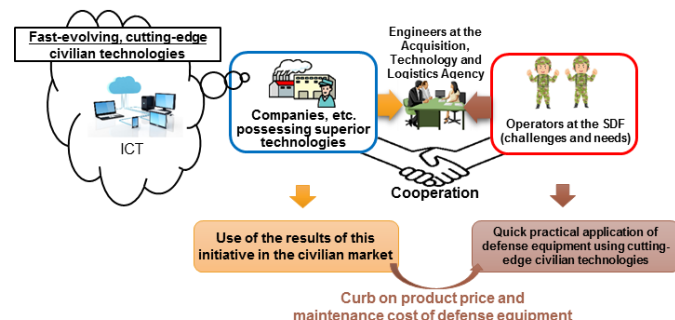 Fast-evolving, cutting-edge
civilian technologies
ICT
Companies, etc.
possessing superior
technologies
Engineers at the
Acquisition,
Technology and
Logistics Agency
Operators at the SDF
(challenges and needs)
Cooperation
Use of the results of this
initiative in the civilian market
Quick practical application of
defense equipment using cutting-
edge civilian technologies
Curb on product price and
maintenance cost of defense equipment